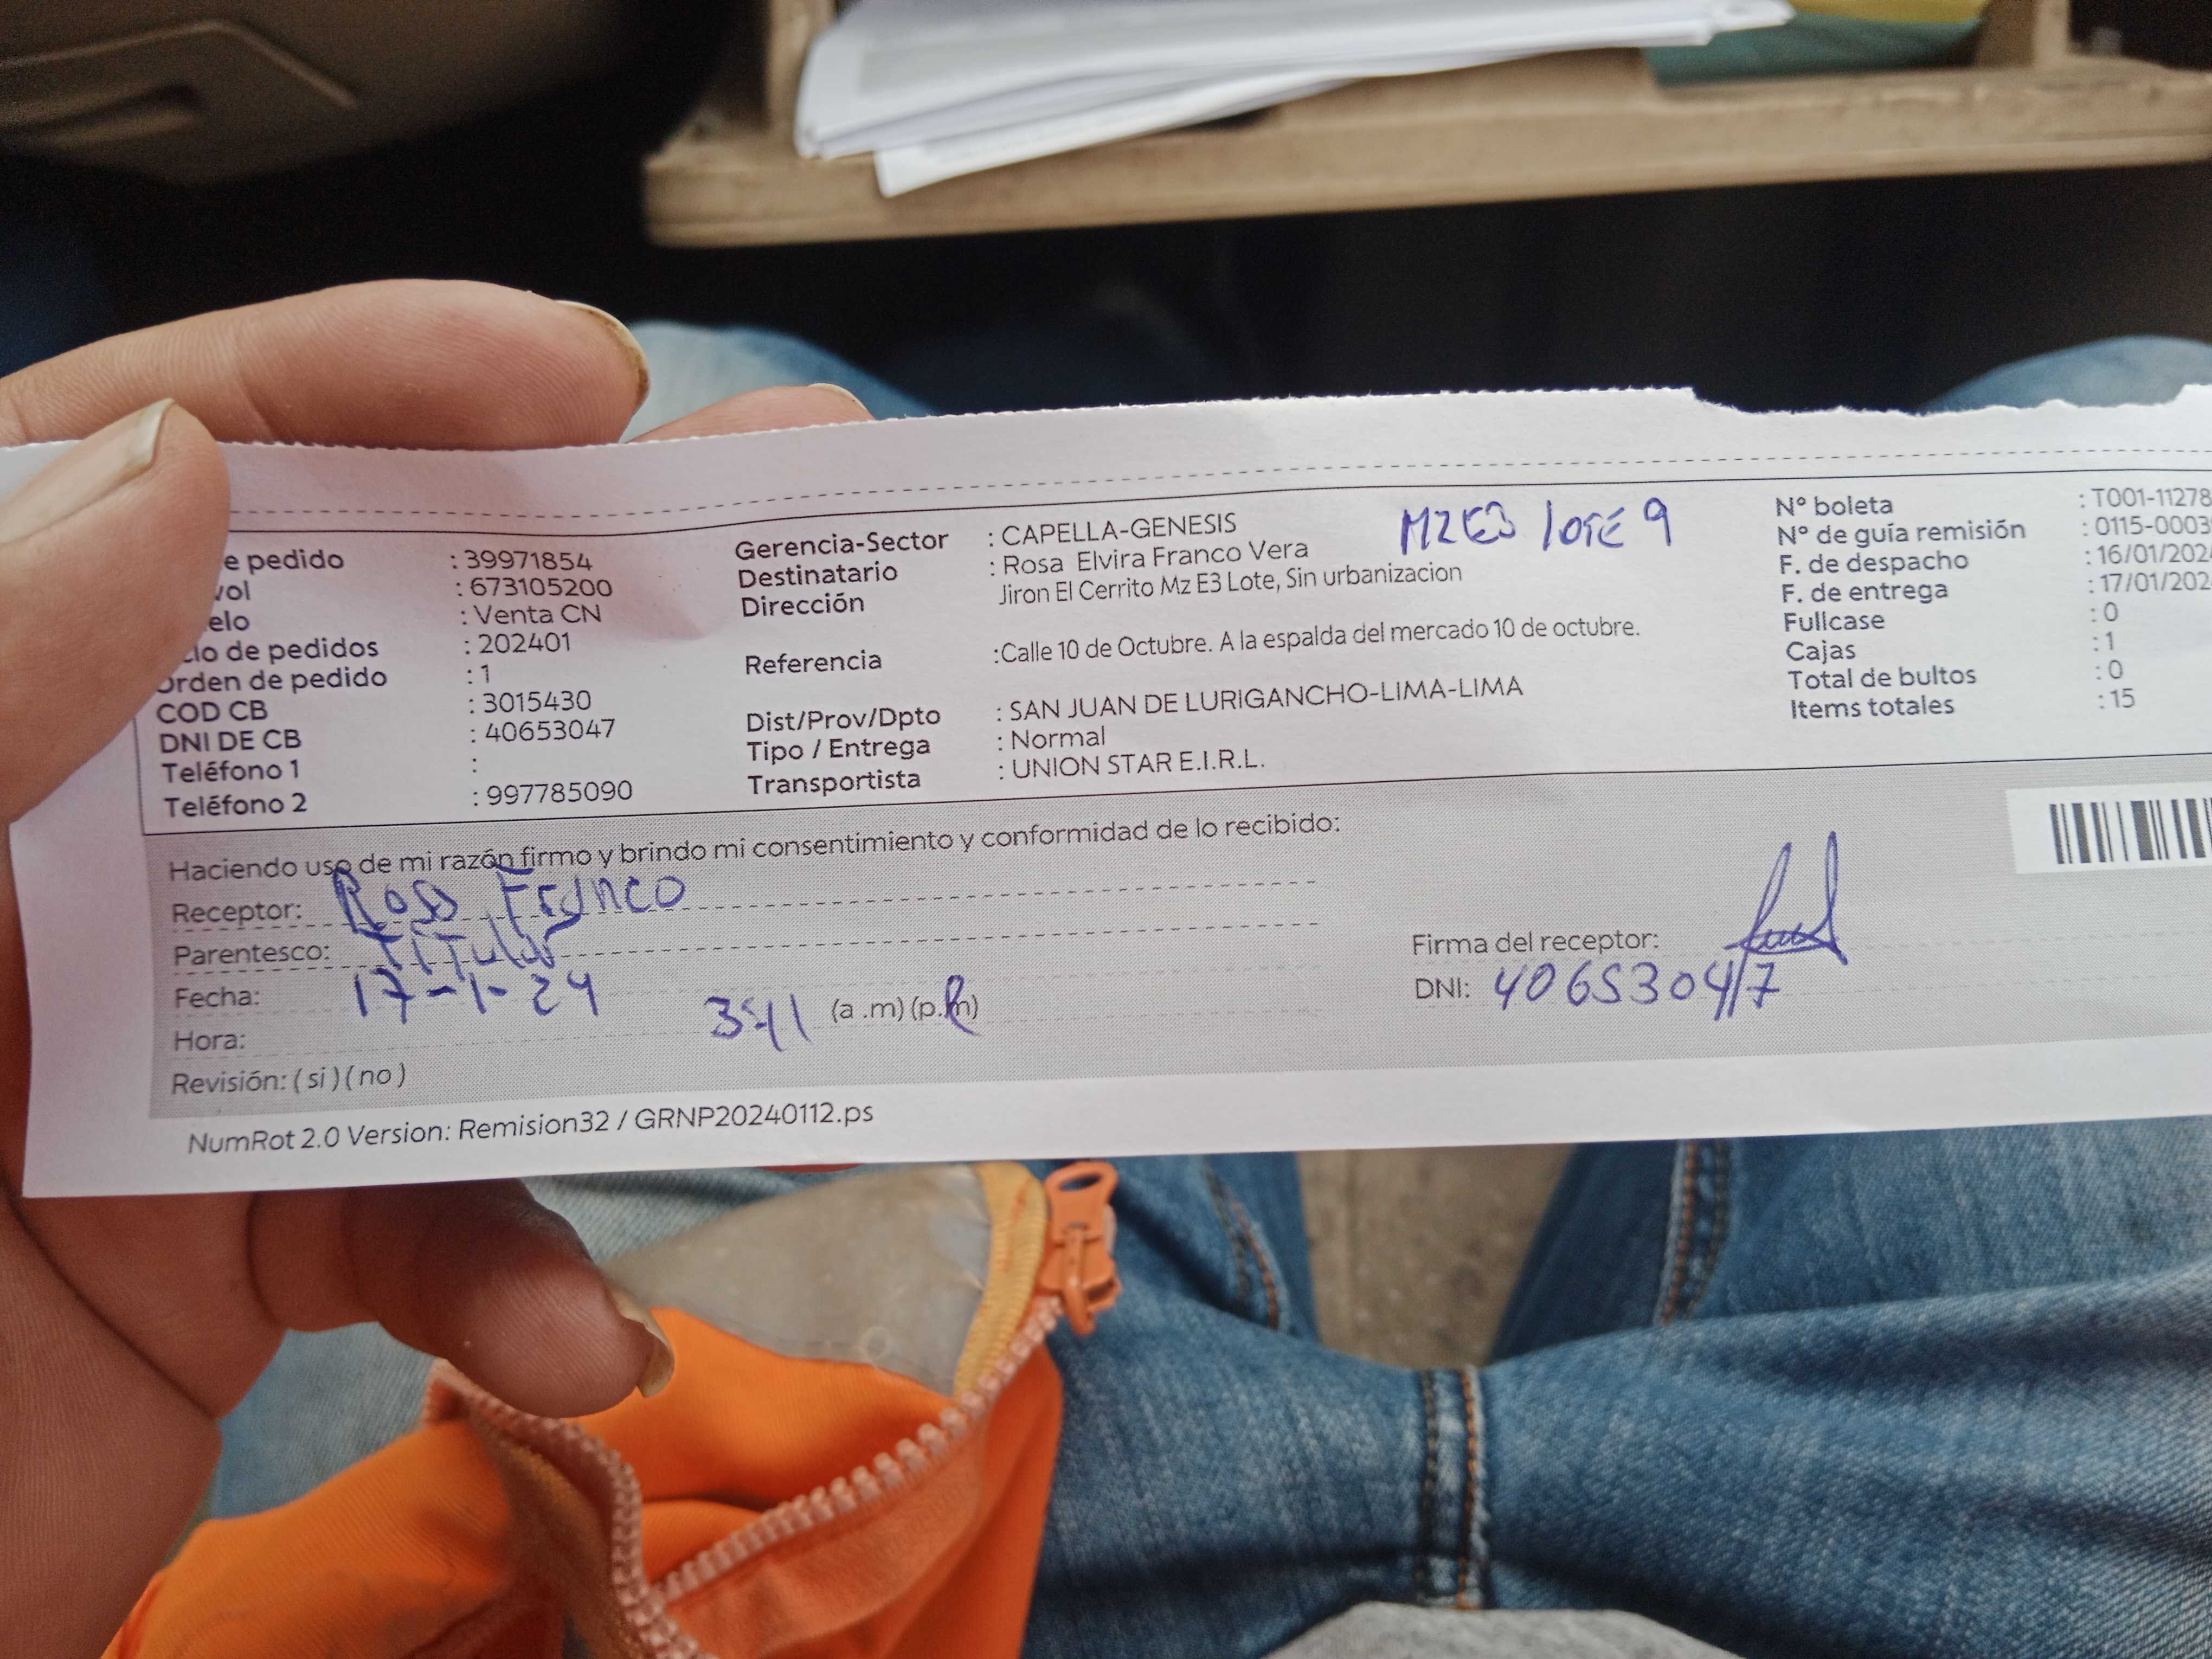 e pedido : 39971854
vol : 673105200
elo : Venta CN
cio de pedidos : 202401
Orden de pedido : 1
COD CB : 3015430
DNI DE CB : 40653047
Teléfono 1 :
Teléfono 2 : 997785090
Gerencia-Sector : CAPELLA-GENESIS
Destinatario : Rosa Elvira Franco Vera
Dirección Jiron El Cerrito Mz E3 Lote, Sin urbanizacion
Referencia :Calle 10 de Octubre. A la espalda del mercado 10 de octubre.
Dist/Prov/Dpto : SAN JUAN DE LURIGANCHO-LIMA-LIMA
Tipo / Entrega : Normal
Transportista : UNION STAR E.I.R.L.
MZ E3 LOTE 9
N° boleta : T001-11278
N° de guía remisión : 0115-0003
F. de despacho : 16/01/202
F. de entrega : 17/01/202
Fullcase : 0
Cajas : 1
Total de bultos : 0
Items totales : 15
Haciendo uso de mi razón firmo y brindo mi consentimiento y conformidad de lo recibido:
Receptor: Rosa Franco
Parentesco: Titular
Fecha: 17-1-24
Hora: (a .m) (p.m)
Revisión: ( si ) ( no )
Firma del receptor:
DNI: 40653047
NumRot 2.0 Version: Remision32 / GRNP20240112.ps